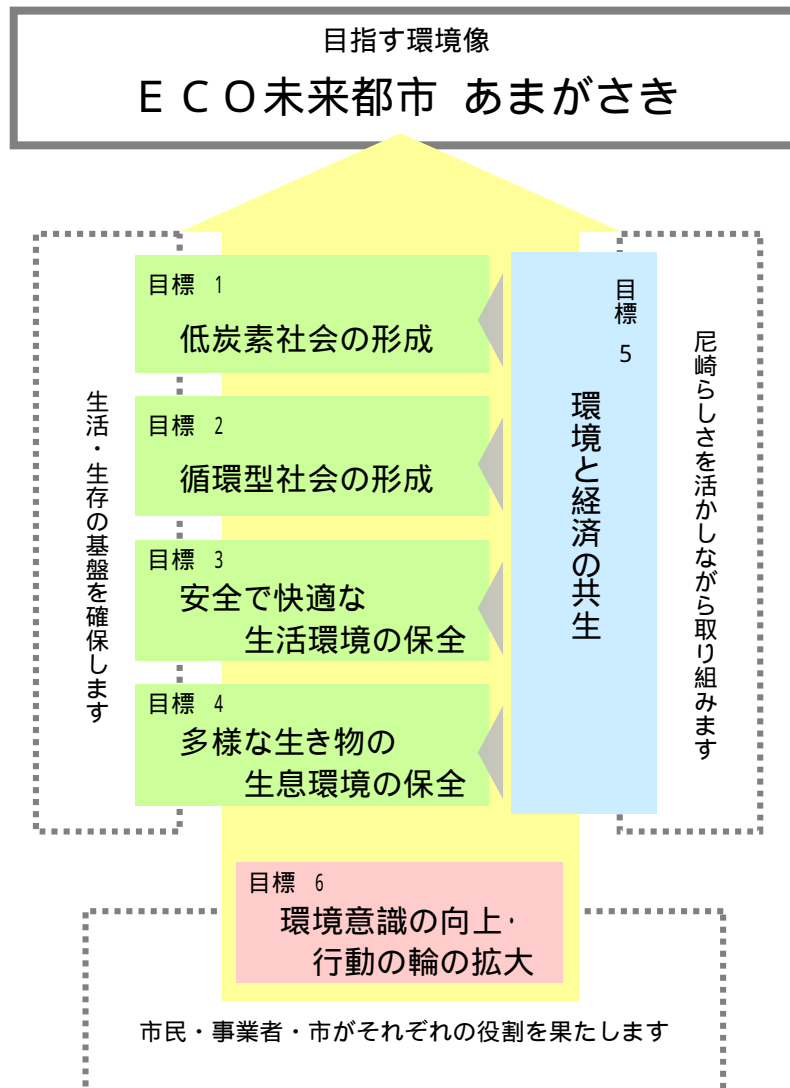 目指す環境像
ＥＣＯ未来都市 あまがさき
生活・生存の基盤を確保します
目標 1
低炭素社会の形成
目標 2
循環型社会の形成
目標 3
安全で快適な
生活環境の保全
目標 4
多様な生き物の
生息環境の保全
目標 5
環境と経済の共生
尼崎らしさを活かしながら取り組みます
目標 6
環境意識の向上・
行動の輪の拡大
市民・事業者・市がそれぞれの役割を果たします